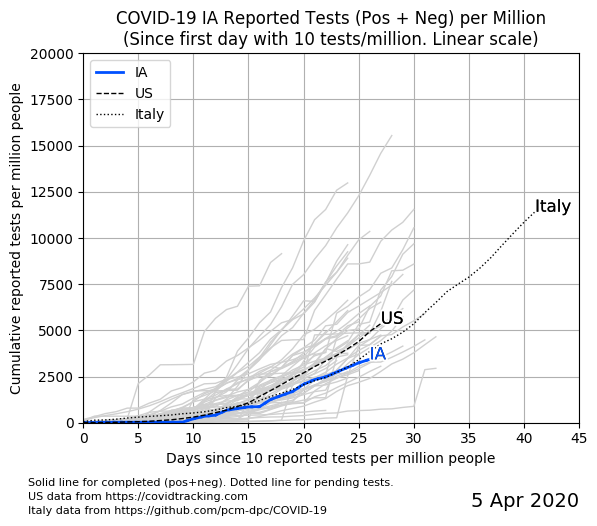 COVID-19 IA Reported Tests (Pos + Neg) per Million
(Since first day with 10 tests/million. Linear scale)
Cumulative reported tests per million people
20000
17500
15000
12500
10000
7500
5000
2500
0
IA
US
Italy
Italy
US
IA
0 5 10 15 20 25 30 35 40 45
Days since 10 reported tests per million people
Solid line for completed (pos+neg). Dotted line for pending tests.
US data from https://covidtracking.com
Italy data from https://github.com/pcm-dpc/COVID-19
5 Apr 2020